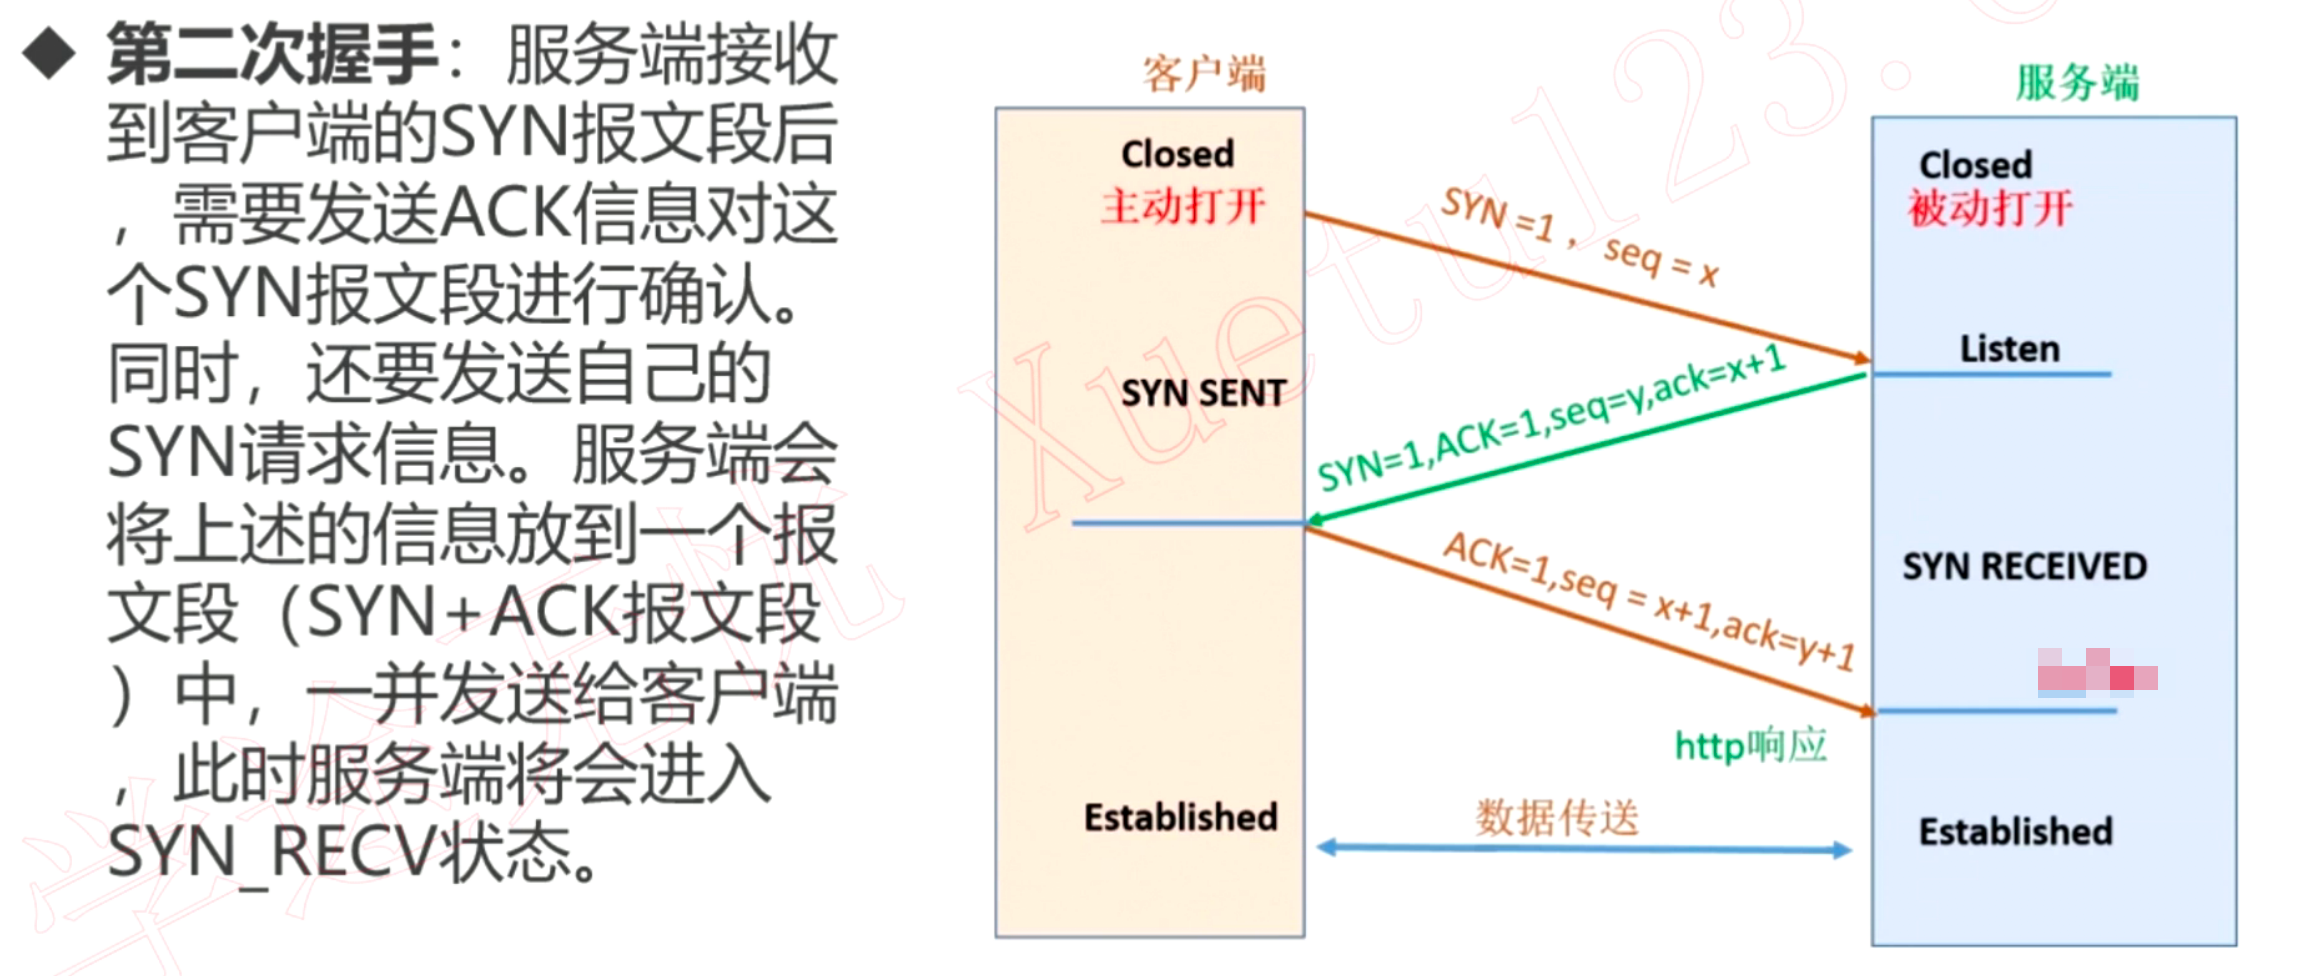 ◆ 第二次握手：服务端接收
到客户端的SYN报文段后
，需要发送ACK信息对这
个SYN报文段进行确认。
同时，还要发送自己的
SYN请求信息。服务端会
将上述的信息放到一个报
文段（SYN+ACK报文段
）中，一并发送给客户端
，此时服务端将会进入
SYN_RECV状态。
客户端
服务端
Closed
主动打开
Closed
被动打开
SYN =1， seq = x
Listen
SYN SENT
SYN=1,ACK=1,seq=y,ack=x+1
ACK=1,seq = x+1,ack=y+1
SYN RECEIVED
http响应
Established
数据传送
Established
Xuetu123.
学途无忧